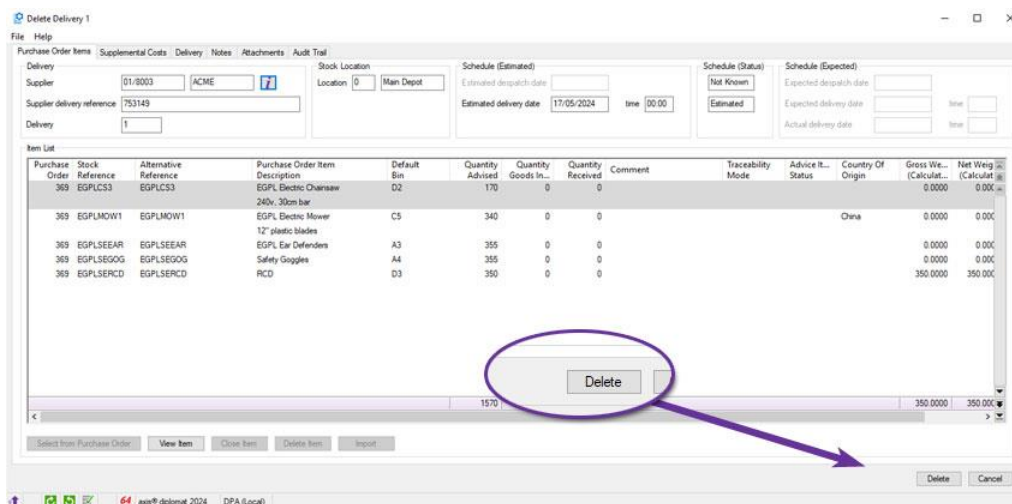 Delete Delivery 1
File Help
Purchase Order Items Supplemental Costs Delivery Notes Attachments Audit Trail
Delivery Stock Location Schedule (Estimated) Schedule (Status) Schedule (Expected)
Supplier 01/8003 ACME i Location 0 Main Depot Estimated despatch date Not Known Expected despatch date
Supplier delivery reference 753149 Estimated delivery date 17/05/2024 time 00:00 Estimated Expected delivery date time
Delivery 1 Actual delivery date time
Item List
Purchase Stock Alternative Purchase Order Item Default Quantity Quantity Quantity Comment Traceability Advice It... Country Of Gross We... Net Weig
Order Reference Reference Description Bin Advised Goods In... Received Mode Status Origin (Calculat... (Calculat
369 EGPLCS3 EGPLCS3 EGPL Electric Chainsaw D2 170 0 0 0.0000 0.000
240v, 30cm bar
369 EGPLMOW1 EGPLMOW1 EGPL Electric Mower C5 340 0 0 China 0.0000 0.000
12" plastic blades
369 EGPLSEEAR EGPLSEEAR EGPL Ear Defenders A3 355 0 0 0.0000 0.000
369 EGPLSEGOG EGPLSEGOG Safety Goggles A4 355 0 0 0.0000 0.000
369 EGPLSERCD EGPLSERCD RCD D3 350 0 0 350.0000 350.000
Delete
1570 350.0000 350.000
Select from Purchase Order View Item Close Item Delete Item Import
Delete Cancel
64 axis® diplomat 2024 DPA (Local)